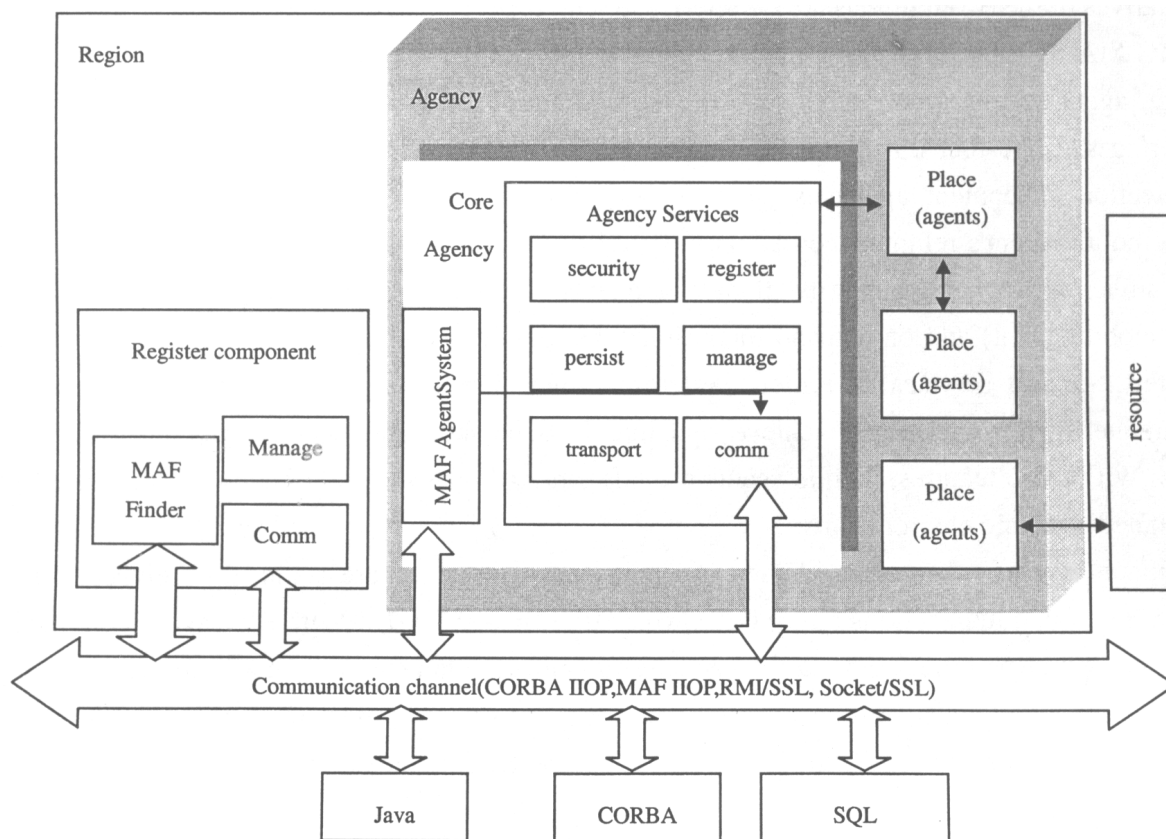 Region
Agency
Core
Agency
Agency Services
security
register
persist
manage
transport
comm
MAF AgentSystem
Place
(agents)
Place
(agents)
Place
(agents)
resource
Register component
MAF
Finder
Manage
Comm
Communication channel(CORBA IIOP,MAF IIOP,RMI/SSL, Socket/SSL)
Java
CORBA
SQL